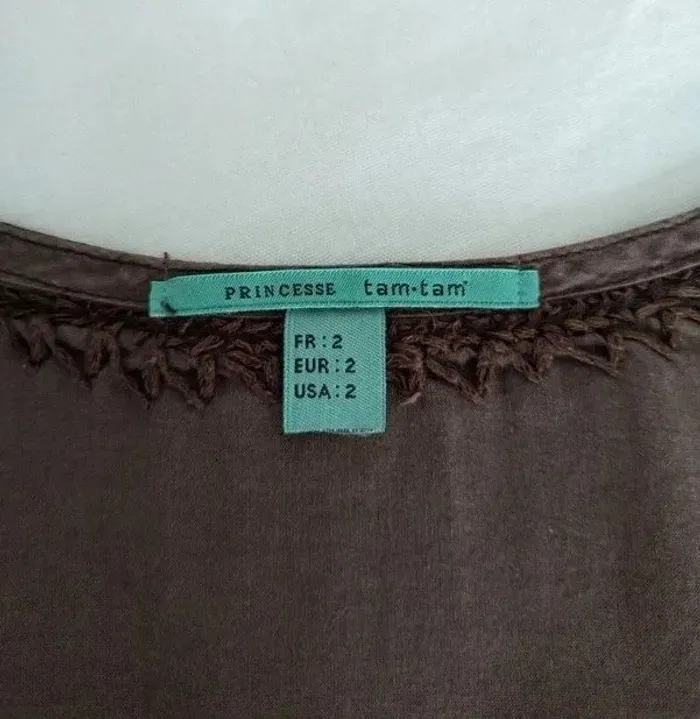 PRINCESSE tam·tam
FR : 2
EUR : 2
USA : 2